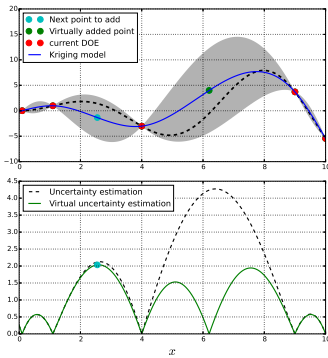 20
15
10
5
0
−5
−10
Next point to add
Virtually added point
current DOE
Kriging model
0 2 4 6 8 10
4.5
4.0
3.5
3.0
2.5
2.0
1.5
1.0
0.5
0.0
Uncertainty estimation
Virtual uncertainty estimation
0 2 4 6 8 10
x